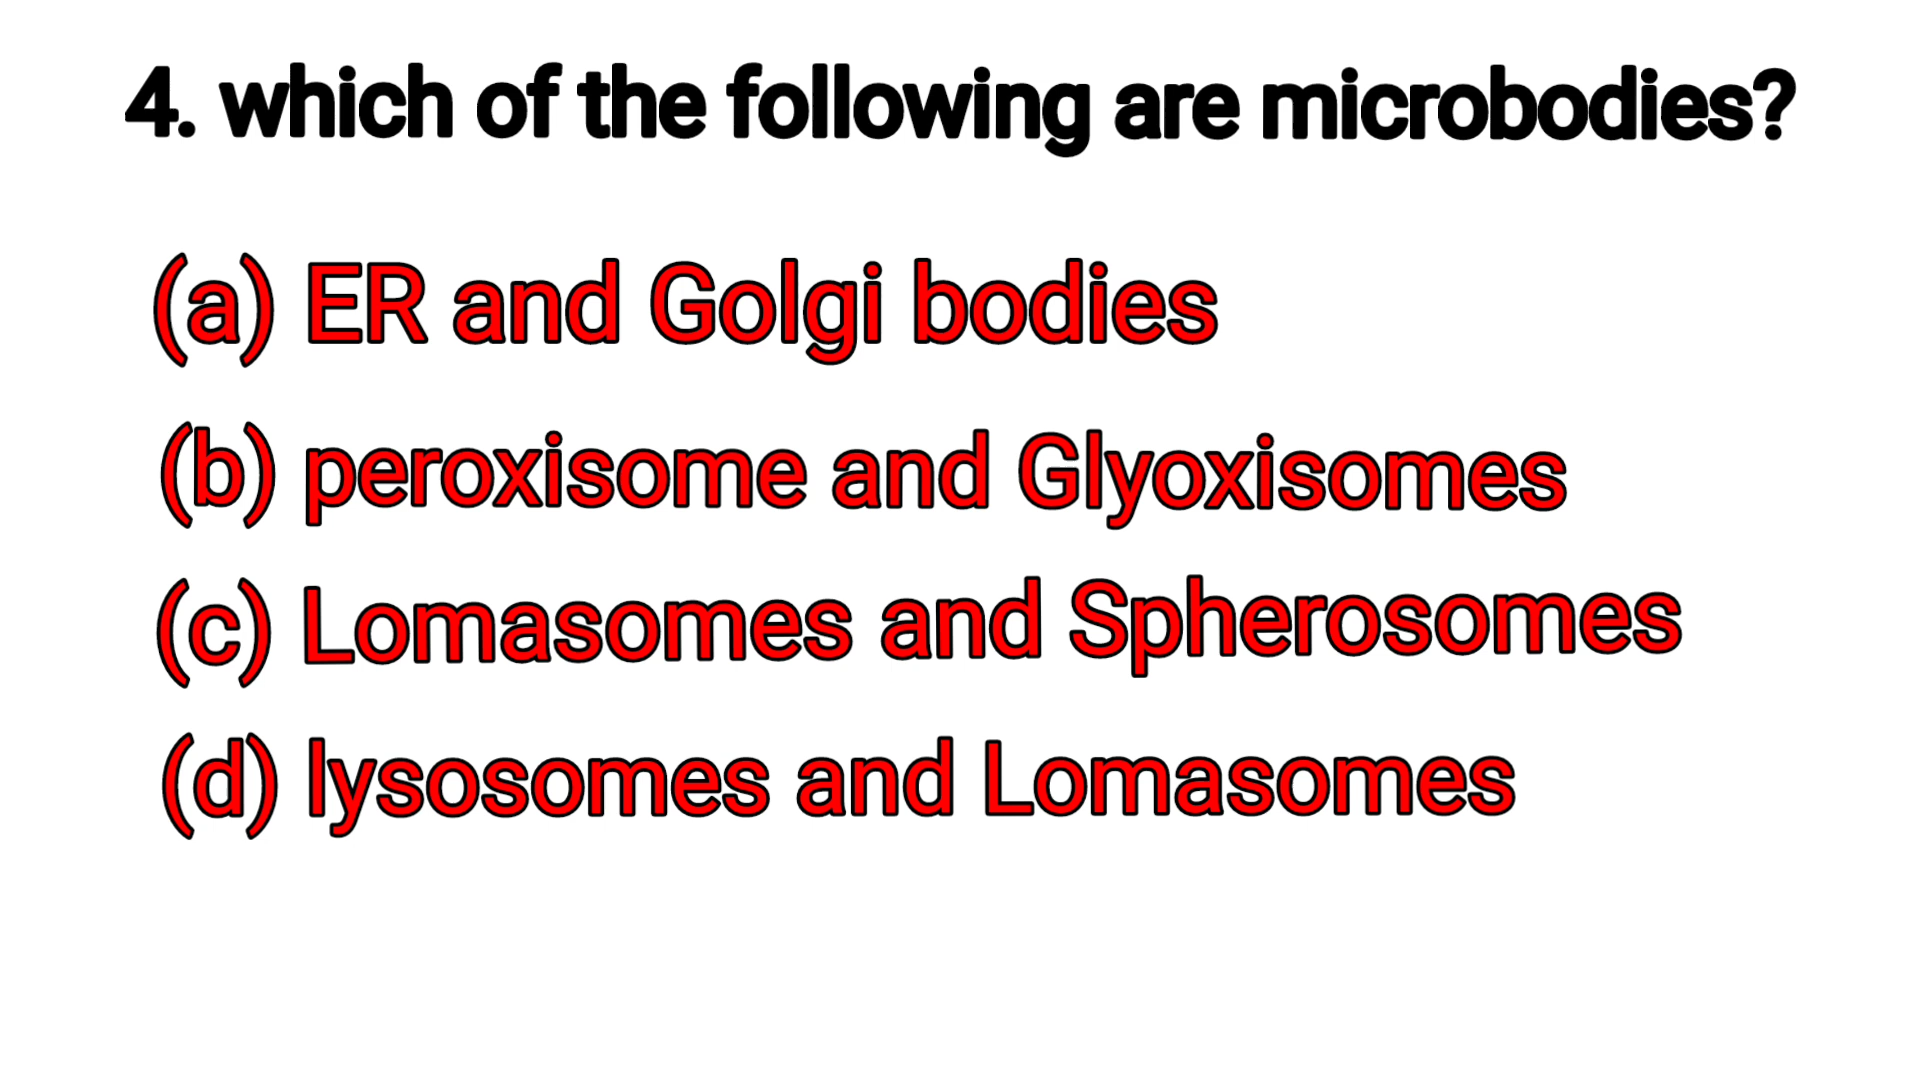 4. which of the following are microbodies?
(a) ER and Golgi bodies
(b) peroxisome and Glyoxisomes
(c) Lomasomes and Spherosomes
(d) lysosomes and Lomasomes